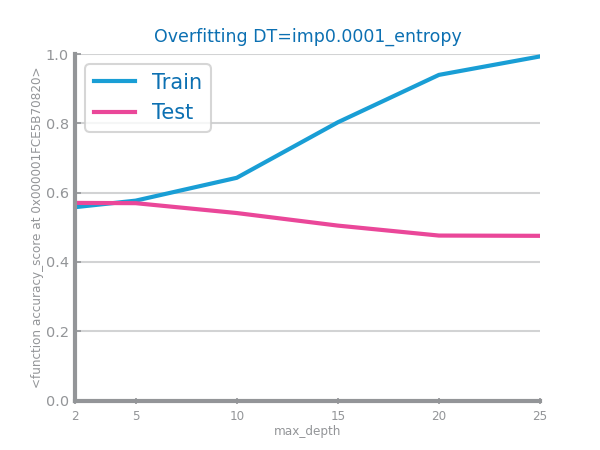 Overfitting DT=imp0.0001_entropy
<function accuracy_score at 0x000001FCE5B70820>
1.0
0.8
0.6
0.4
0.2
0.0
Train
Test
2 5 10 15 20 25
max_depth